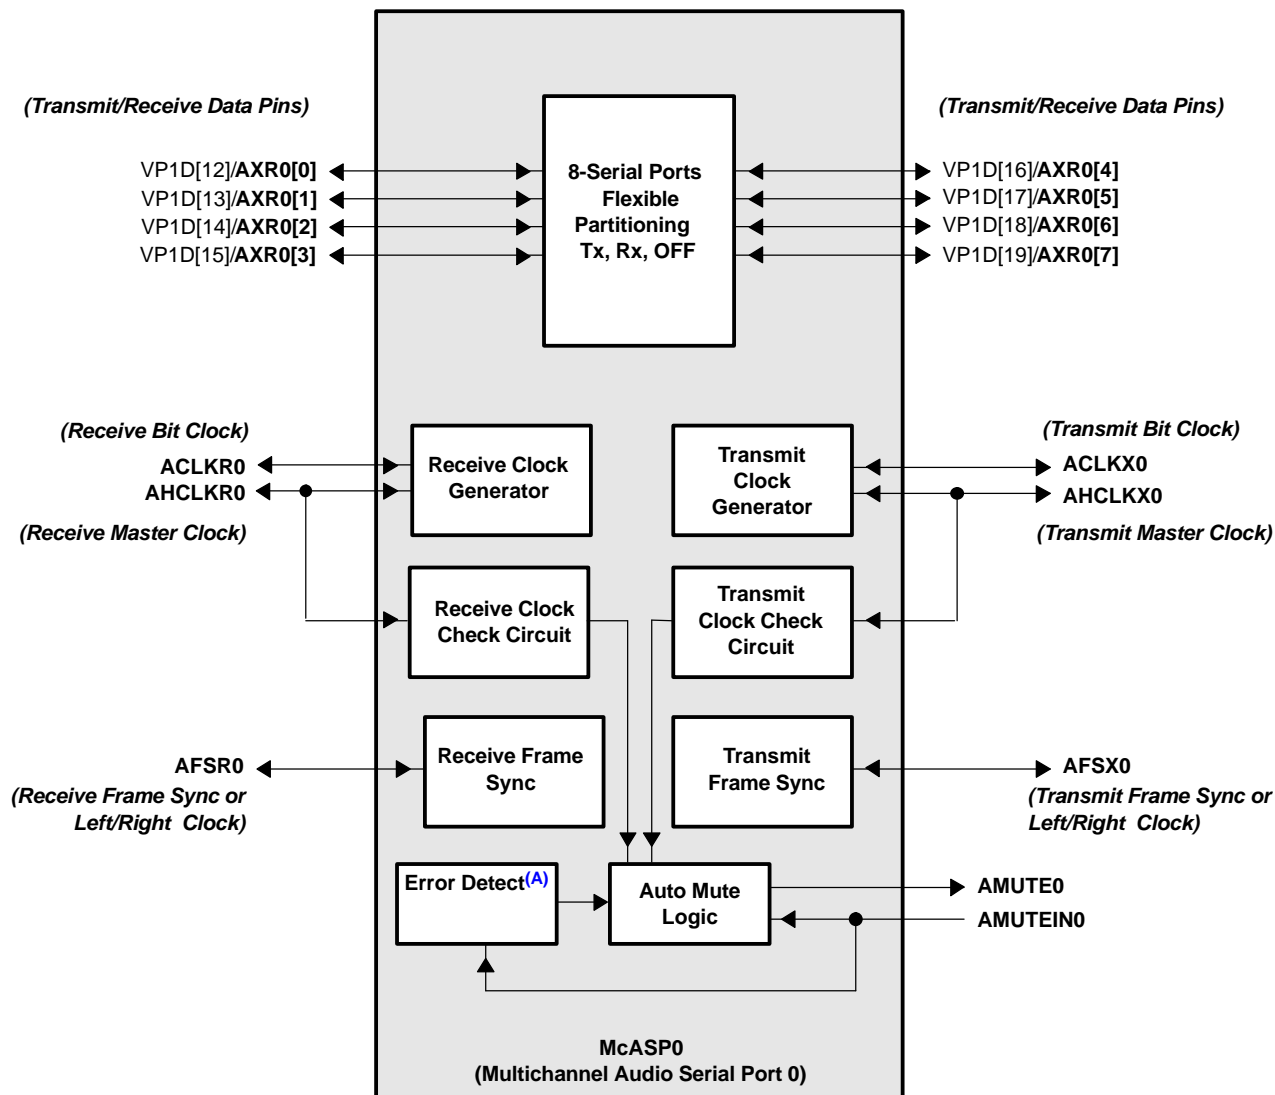 (Transmit/Receive Data Pins)
(Transmit/Receive Data Pins)
VP1D[12]/AXR0[0]
VP1D[13]/AXR0[1]
VP1D[14]/AXR0[2]
VP1D[15]/AXR0[3]
8-Serial Ports
Flexible
Partitioning
Tx, Rx, OFF
VP1D[16]/AXR0[4]
VP1D[17]/AXR0[5]
VP1D[18]/AXR0[6]
VP1D[19]/AXR0[7]
(Receive Bit Clock)
ACLKR0
AHCLKR0
(Receive Master Clock)
Receive Clock
Generator
Transmit
Clock
Generator
(Transmit Bit Clock)
ACLKX0
AHCLKX0
(Transmit Master Clock)
Receive Clock
Check Circuit
Transmit
Clock Check
Circuit
AFSR0
(Receive Frame Sync or
Left/Right Clock)
Receive Frame
Sync
Transmit
Frame Sync
AFSX0
(Transmit Frame Sync or
Left/Right Clock)
Error Detect(A)
Auto Mute
Logic
AMUTE0
AMUTEIN0
McASP0
(Multichannel Audio Serial Port 0)